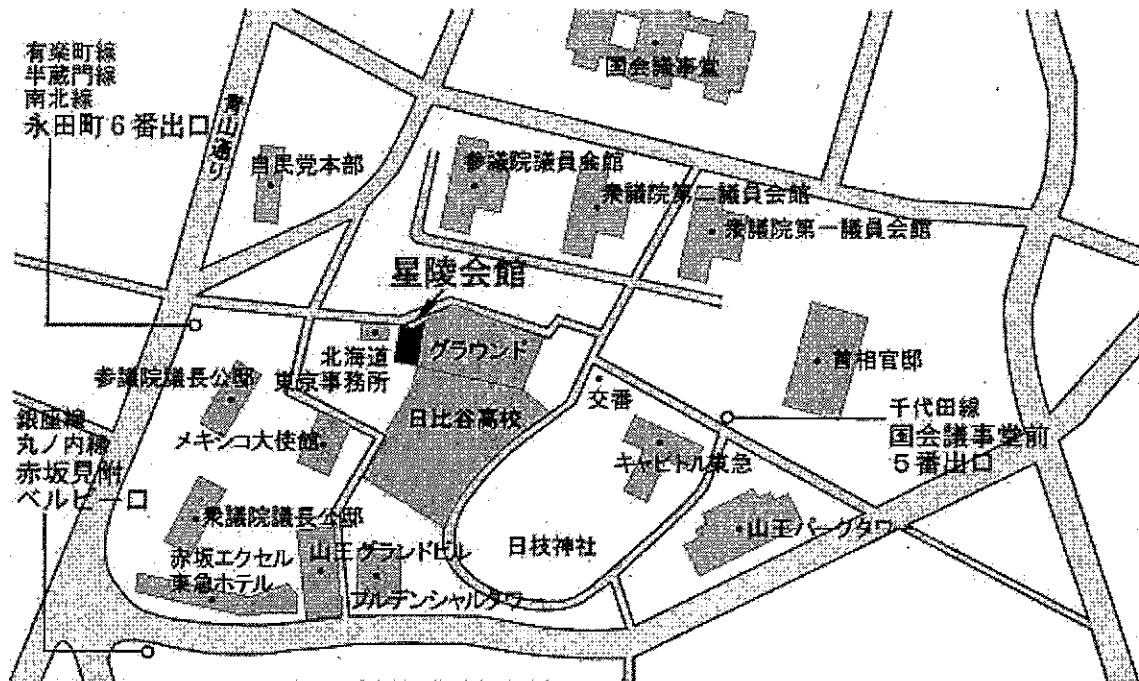 有楽町線
半蔵門線
南北線
永田町６番出口
青山通り
国会議事堂
自民党本部
参議院議員会館
衆議院第二議員会館
衆議院第一議員会館
星陵会館
北海道
東京事務所
グラウンド
首相官邸
参議院議長公邸
交番
日比谷高校
千代田線
国会議事堂前
５番出口
銀座線
丸ノ内線
赤坂見附
ベルビー口
メキシコ大使館
キャピトル東急
衆議院議長公邸
山王パークタワー
日枝神社
赤坂エクセル
東急ホテル
山王グランドビル
プルデンシャルタワー